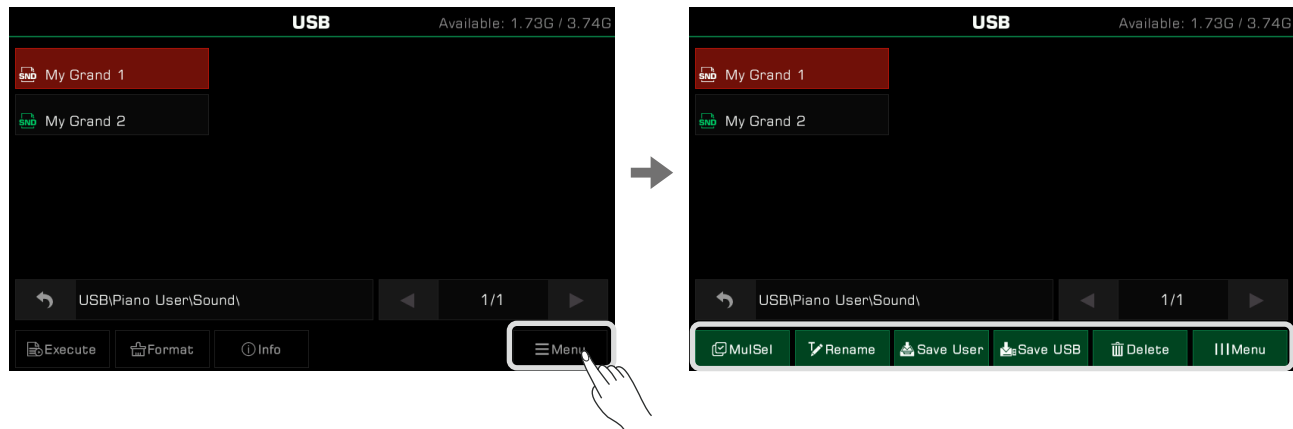 USB
Available: 1.73G / 3.74G
SND My Grand 1
SND My Grand 2
USB\Piano User\Sound\
1/1
Execute
Format
Info
Menu
USB
Available: 1.73G / 3.74G
SND My Grand 1
SND My Grand 2
USB\Piano User\Sound\
1/1
MulSel
Rename
Save User
Save USB
Delete
Menu